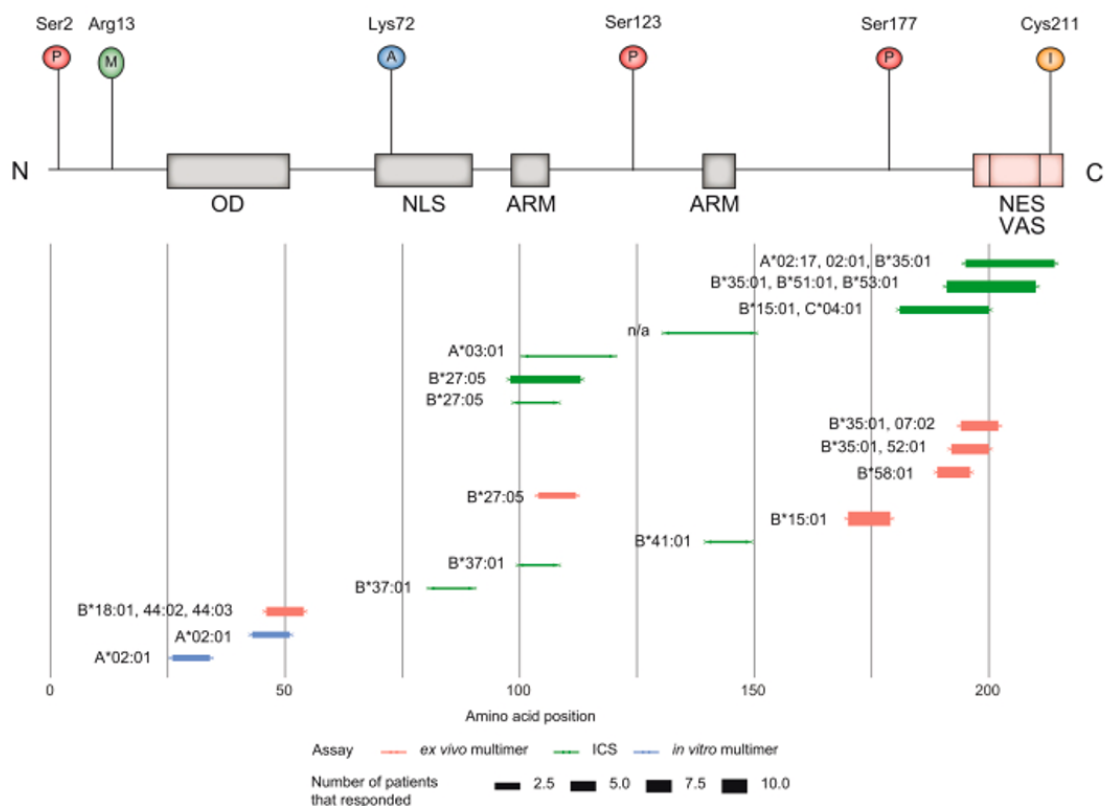 Ser2 Arg13 Lys72 Ser123 Ser177 Cys211
P M A P P I
N C
OD NLS ARM ARM NES
VAS
A*02:17, 02:01, B*35:01
B*35:01, B*51:01, B*53:01
B*15:01, C*04:01
n/a
A*03:01
B*27:05
B*27:05
B*35:01, 07:02
B*35:01, 52:01
B*58:01
B*27:05
B*15:01
B*41:01
B*37:01
B*37:01
B*18:01, 44:02, 44:03
A*02:01
A*02:01
0 50 100 150 200
Amino acid position
Assay ex vivo multimer ICS in vitro multimer
Number of patients 2.5 5.0 7.5 10.0
that responded